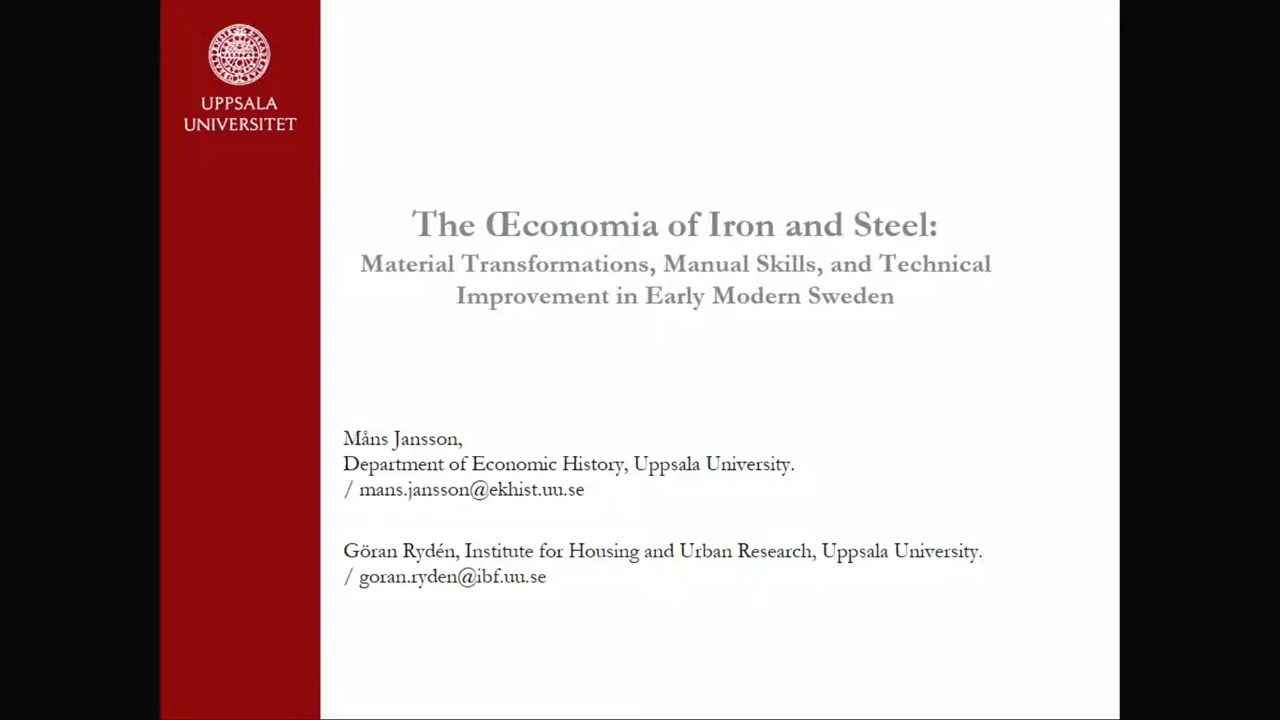 UPPSALA
UNIVERSITET
The Œconomia of Iron and Steel:
Material Transformations, Manual Skills, and Technical
Improvement in Early Modern Sweden
Måns Jansson,
Department of Economic History, Uppsala University.
/ mans.jansson@ekhist.uu.se
Göran Rydén, Institute for Housing and Urban Research, Uppsala University.
/ goran.ryden@ibf.uu.se